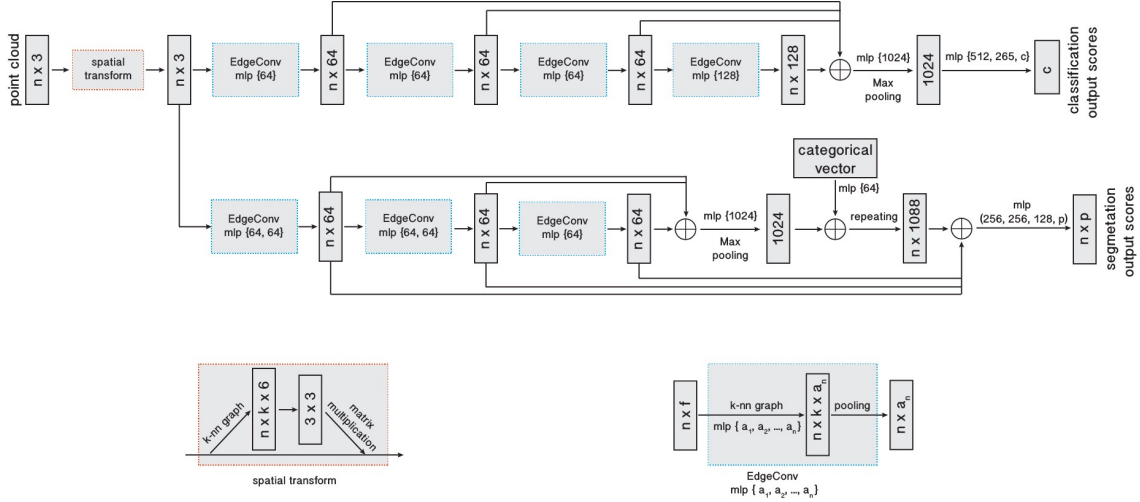 point cloud
n x 3
spatial
transform
n x 3
EdgeConv
mlp {64}
n x 64
EdgeConv
mlp {64}
n x 64
EdgeConv
mlp {64}
n x 64
EdgeConv
mlp {128}
n x 128
mlp {1024}
Max
pooling
1024
mlp {512, 265, c}
c
classification
output scores
categorical
vector
mlp {64}
EdgeConv
mlp {64, 64}
n x 64
EdgeConv
mlp {64, 64}
n x 64
EdgeConv
mlp {64}
n x 64
mlp {1024}
Max
pooling
1024
repeating
n x 1088
mlp
(256, 256, 128, p)
n x p
segmetation
output scores
k-nn graph
n x k x 6
3 x 3
matrix
multiplication
spatial transform
n x f
k-nn graph
mlp { a₁, a₂, ..., aₙ}
n x k x aₙ
pooling
n x aₙ
EdgeConv
mlp { a₁, a₂, ..., aₙ}